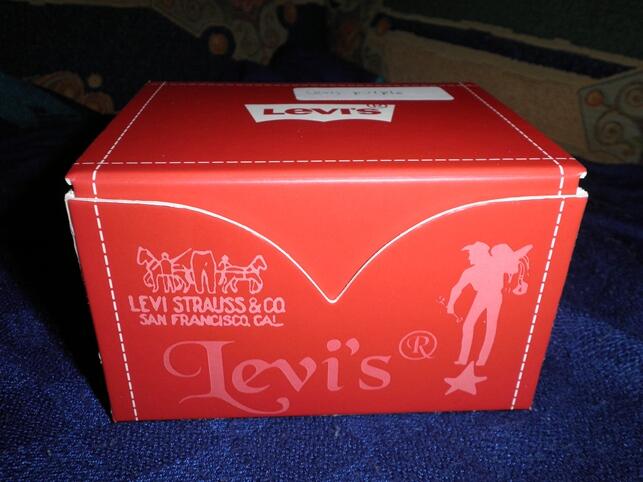 LEVI'S®
LEVI STRAUSS & CO.
SAN FRANCISCO, CAL.
Levi's®